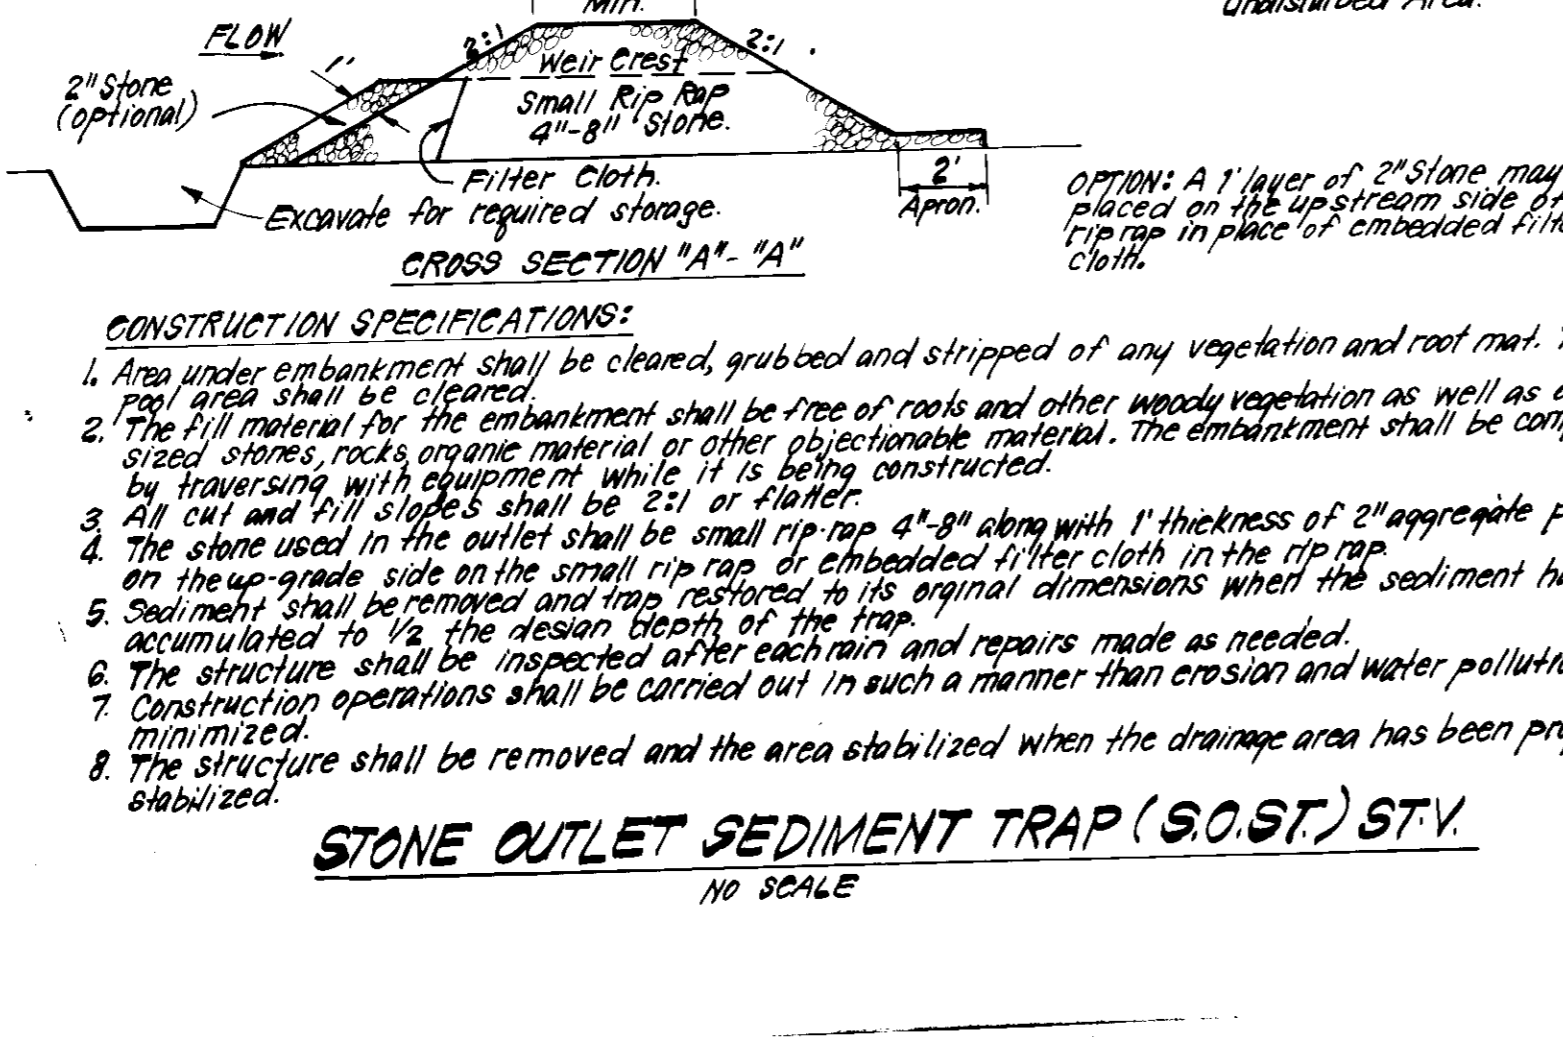 Min.
Undisturbed Area.
FLOW
1'
2:1
2:1
2" Stone
(optional)
Weir Crest
Small Rip Rap
4"-8" Stone.
Filter Cloth.
Excavate for required storage.
2'
Apron.
OPTION: A 1' layer of 2" Stone may
placed on the upstream side of
rip rap in place of embedded filt
cloth.
CROSS SECTION "A"-"A"
CONSTRUCTION SPECIFICATIONS:
1. Area under embankment shall be cleared, grubbed and stripped of any vegetation and root mat.
Pool area shall be cleared.
2. The fill material for the embankment shall be free of roots and other woody vegetation as well as
sized stones, rocks, organic material or other objectionable material. The embankment shall be com
by traversing with equipment while it is being constructed.
3. All cut and fill slopes shall be 2:1 or flatter.
4. The stone used in the outlet shall be small rip-rap 4"-8" along with 1' thickness of 2" aggregate p
on the up-grade side on the small rip rap or embedded filter cloth in the rip rap.
5. Sediment shall be removed and trap restored to its orginal dimensions when the sediment ha
accumulated to 1/2 the design depth of the trap.
6. The structure shall be inspected after each rain and repairs made as needed.
7. Construction operations shall be carried out in such a manner than erosion and water pollutio
minimized.
8. The structure shall be removed and the area stabilized when the drainage area has been pro
stabilized.
STONE OUTLET SEDIMENT TRAP (S.O.S.T.) ST-V.
NO SCALE